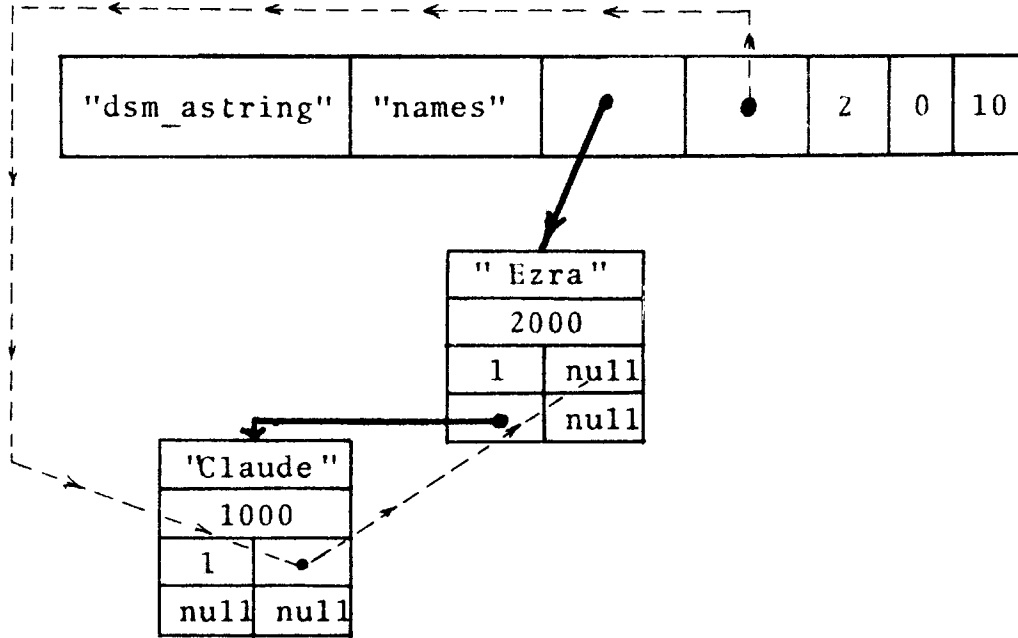 "dsm_astring" "names" 2 0 10
"Ezra"
2000
1 null
null
"Claude"
1000
1
null null